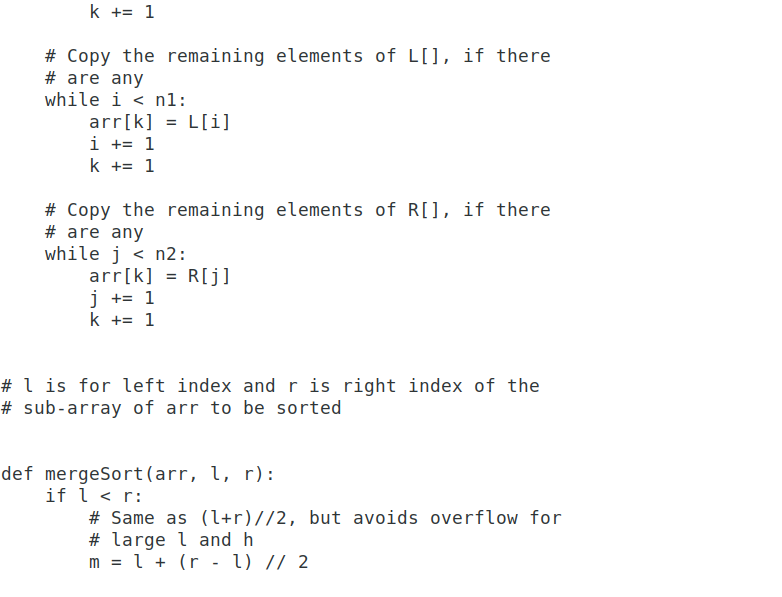 k += 1

    # Copy the remaining elements of L[], if there
    # are any
    while i < n1:
        arr[k] = L[i]
        i += 1
        k += 1

    # Copy the remaining elements of R[], if there
    # are any
    while j < n2:
        arr[k] = R[j]
        j += 1
        k += 1


# l is for left index and r is right index of the
# sub-array of arr to be sorted


def mergeSort(arr, l, r):
    if l < r:
        # Same as (l+r)//2, but avoids overflow for
        # large l and h
        m = l + (r - l) // 2